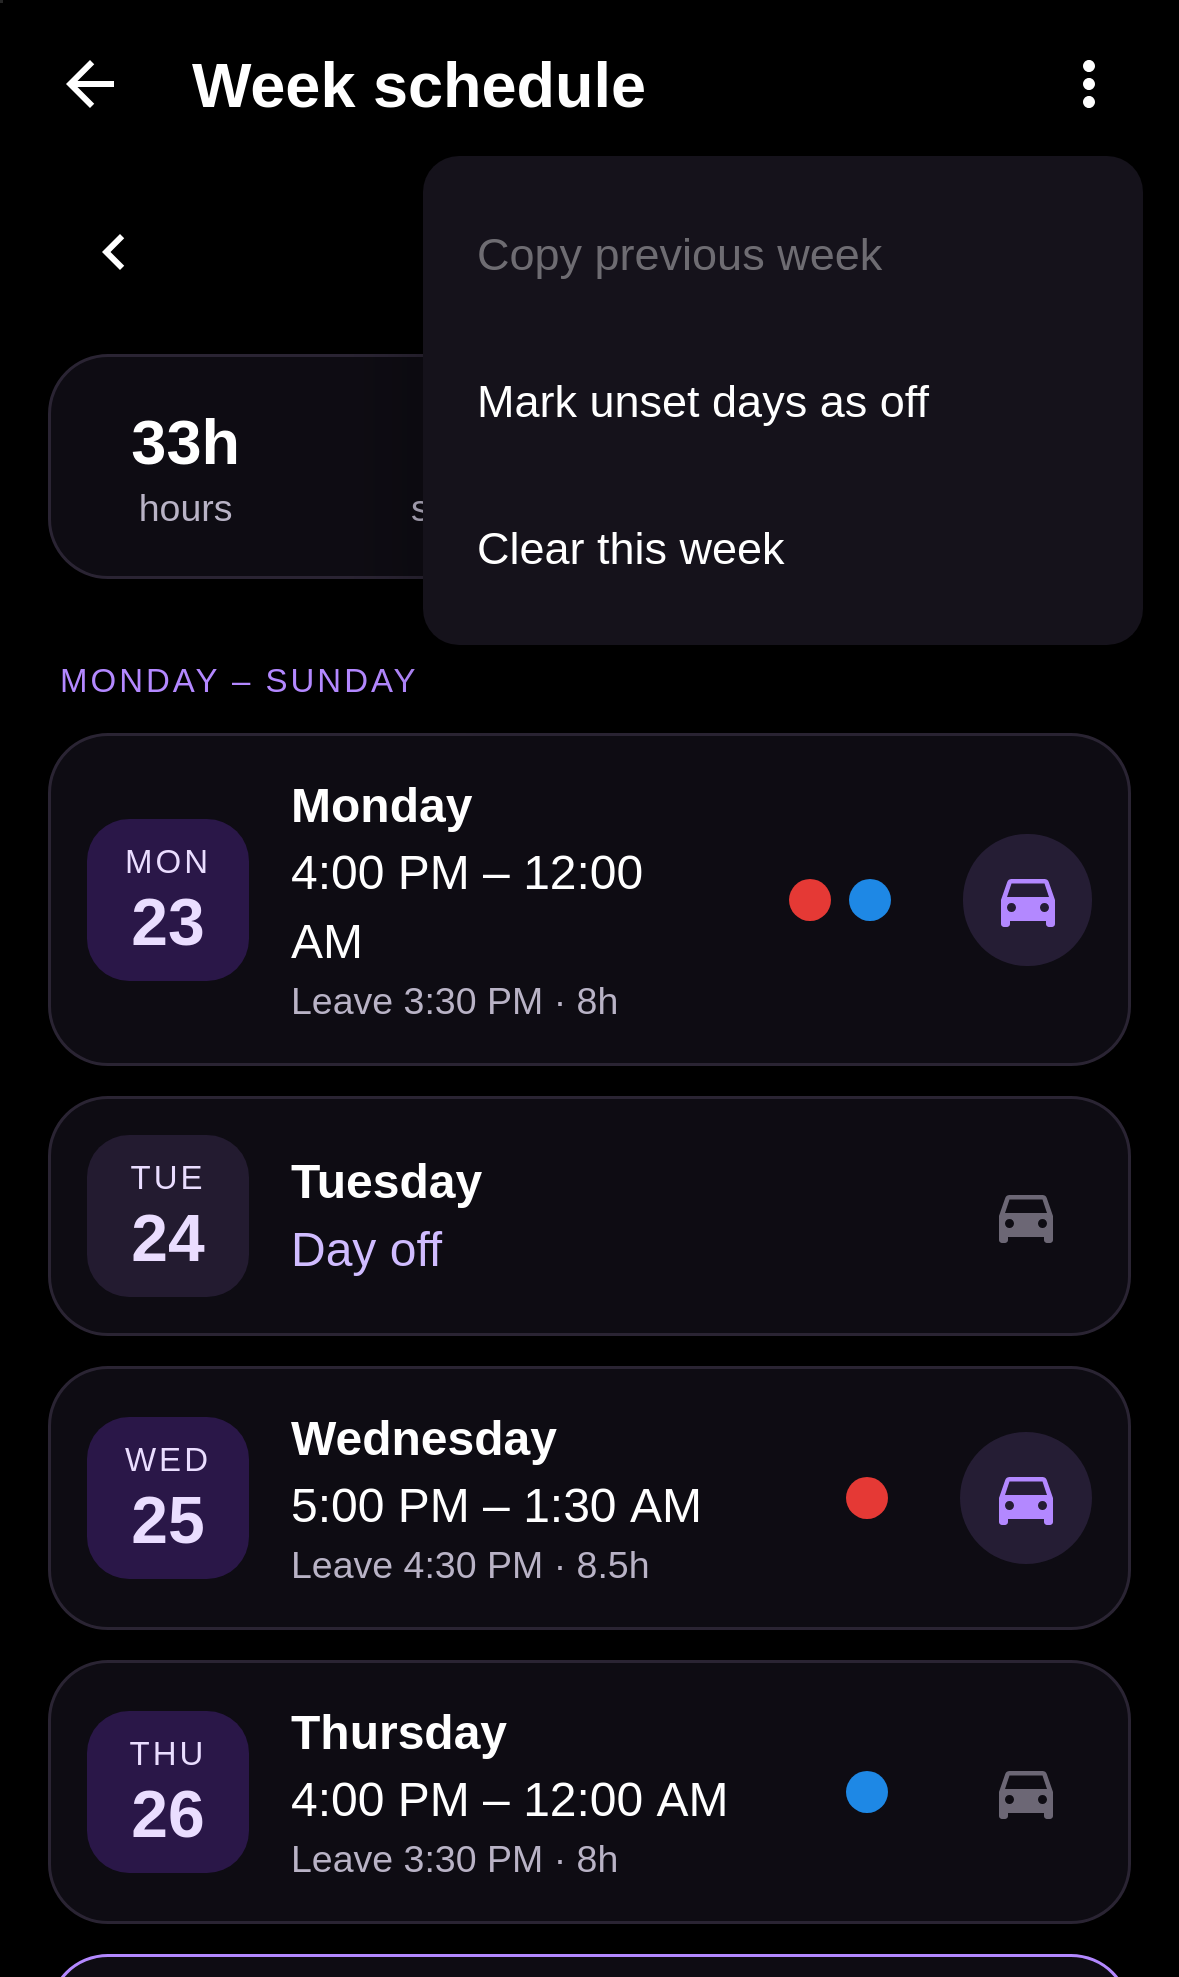 Week schedule
Copy previous week
Mark unset days as off
Clear this week
33h
hours
MONDAY – SUNDAY
MON
23
Monday
4:00 PM – 12:00
AM
Leave 3:30 PM · 8h
TUE
24
Tuesday
Day off
WED
25
Wednesday
5:00 PM – 1:30 AM
Leave 4:30 PM · 8.5h
THU
26
Thursday
4:00 PM – 12:00 AM
Leave 3:30 PM · 8h